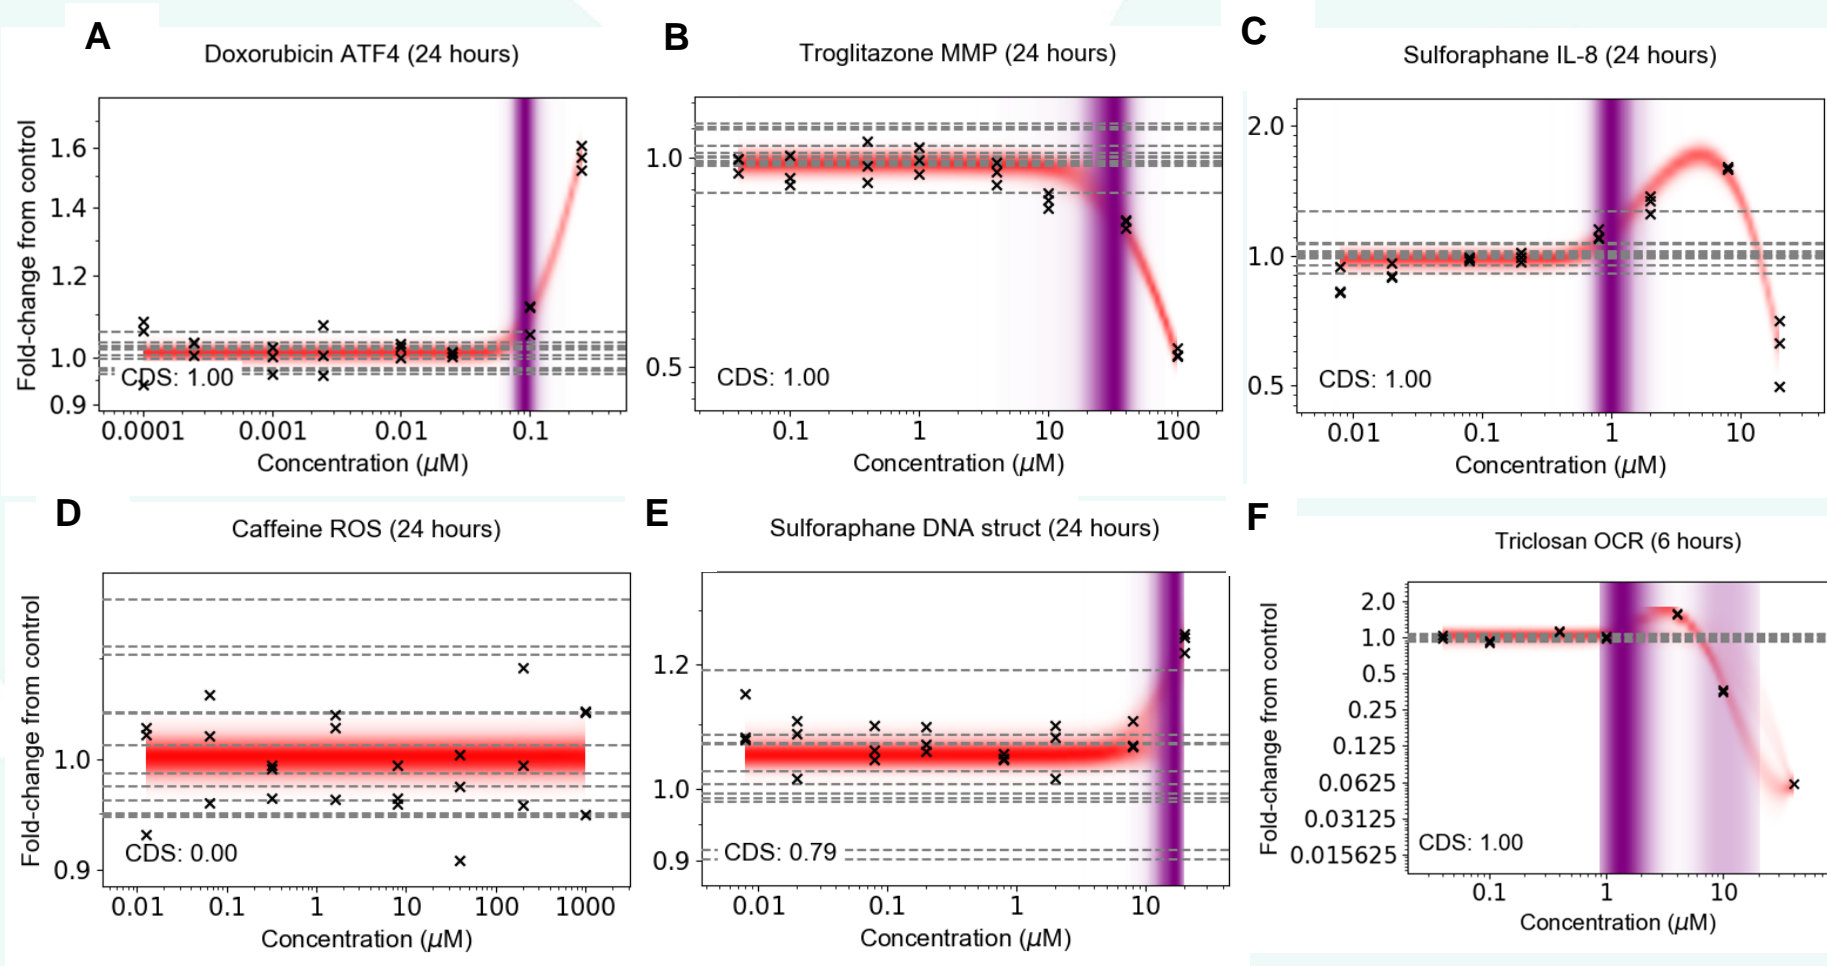 A
Doxorubicin ATF4 (24 hours)
Fold-change from control
1.6
1.4
1.2
1.0
0.9
CDS: 1.00
0.0001 0.001 0.01 0.1
Concentration (μM)
B
Troglitazone MMP (24 hours)
1.0
0.5
CDS: 1.00
0.1 1 10 100
Concentration (μM)
C
Sulforaphane IL-8 (24 hours)
2.0
1.0
0.5
CDS: 1.00
0.01 0.1 1 10
Concentration (μM)
D
Caffeine ROS (24 hours)
Fold-change from control
1.0
0.9
CDS: 0.00
0.01 0.1 1 10 100 1000
Concentration (μM)
E
Sulforaphane DNA struct (24 hours)
1.2
1.0
0.9
CDS: 0.79
0.01 0.1 1 10
Concentration (μM)
F
Triclosan OCR (6 hours)
Fold-change from control
2.0
1.0
0.5
0.25
0.125
0.0625
0.03125
0.015625
CDS: 1.00
0.1 1 10
Concentration (μM)